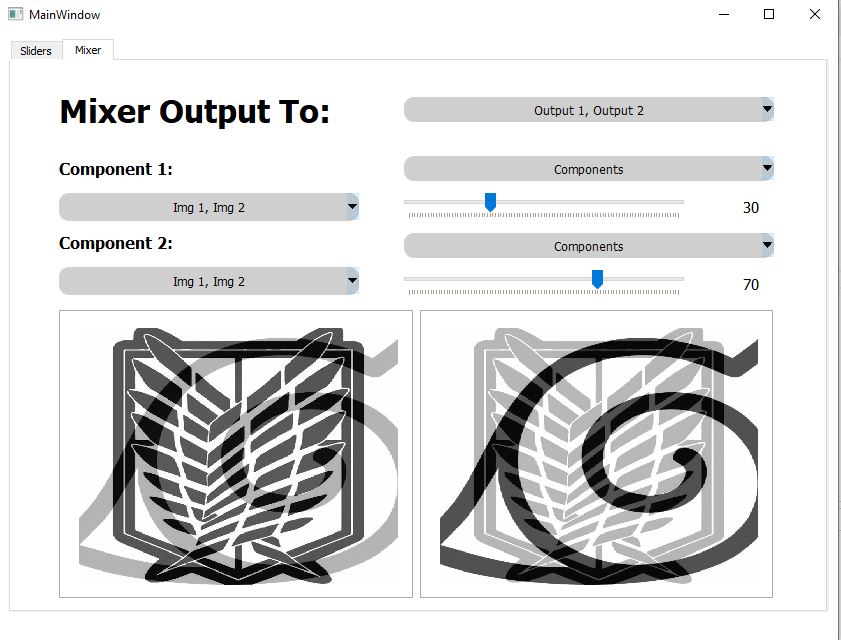 MainWindow
Sliders
Mixer
Mixer Output To:
Output 1, Output 2
Component 1:
Components
Img 1, Img 2
30
Component 2:
Components
Img 1, Img 2
70